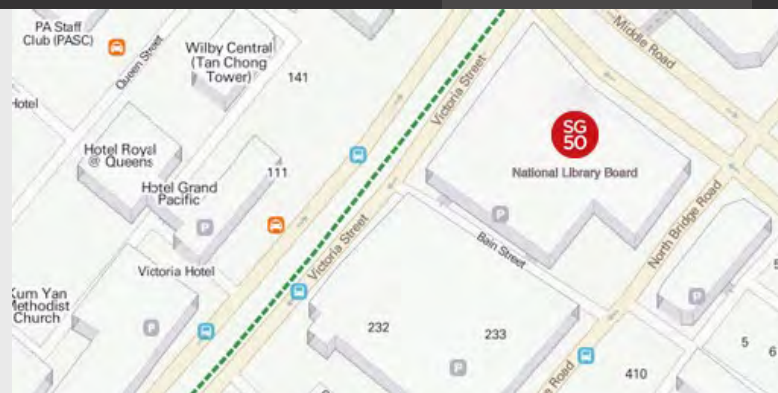 PA Staff
Club (PASC)
Queen Street
Wilby Central
(Tan Chong
Tower)
141
Hotel
Hotel Royal
@ Queens
Hotel Grand
Pacific
111
P
Victoria Hotel
Kum Yan
Methodist
Church
P
Victoria Street
Victoria Street
Middle Road
SG
50
National Library Board
P
Bain Street
North Bridge Road
P
232
233
P
e Road
410
5
5
6